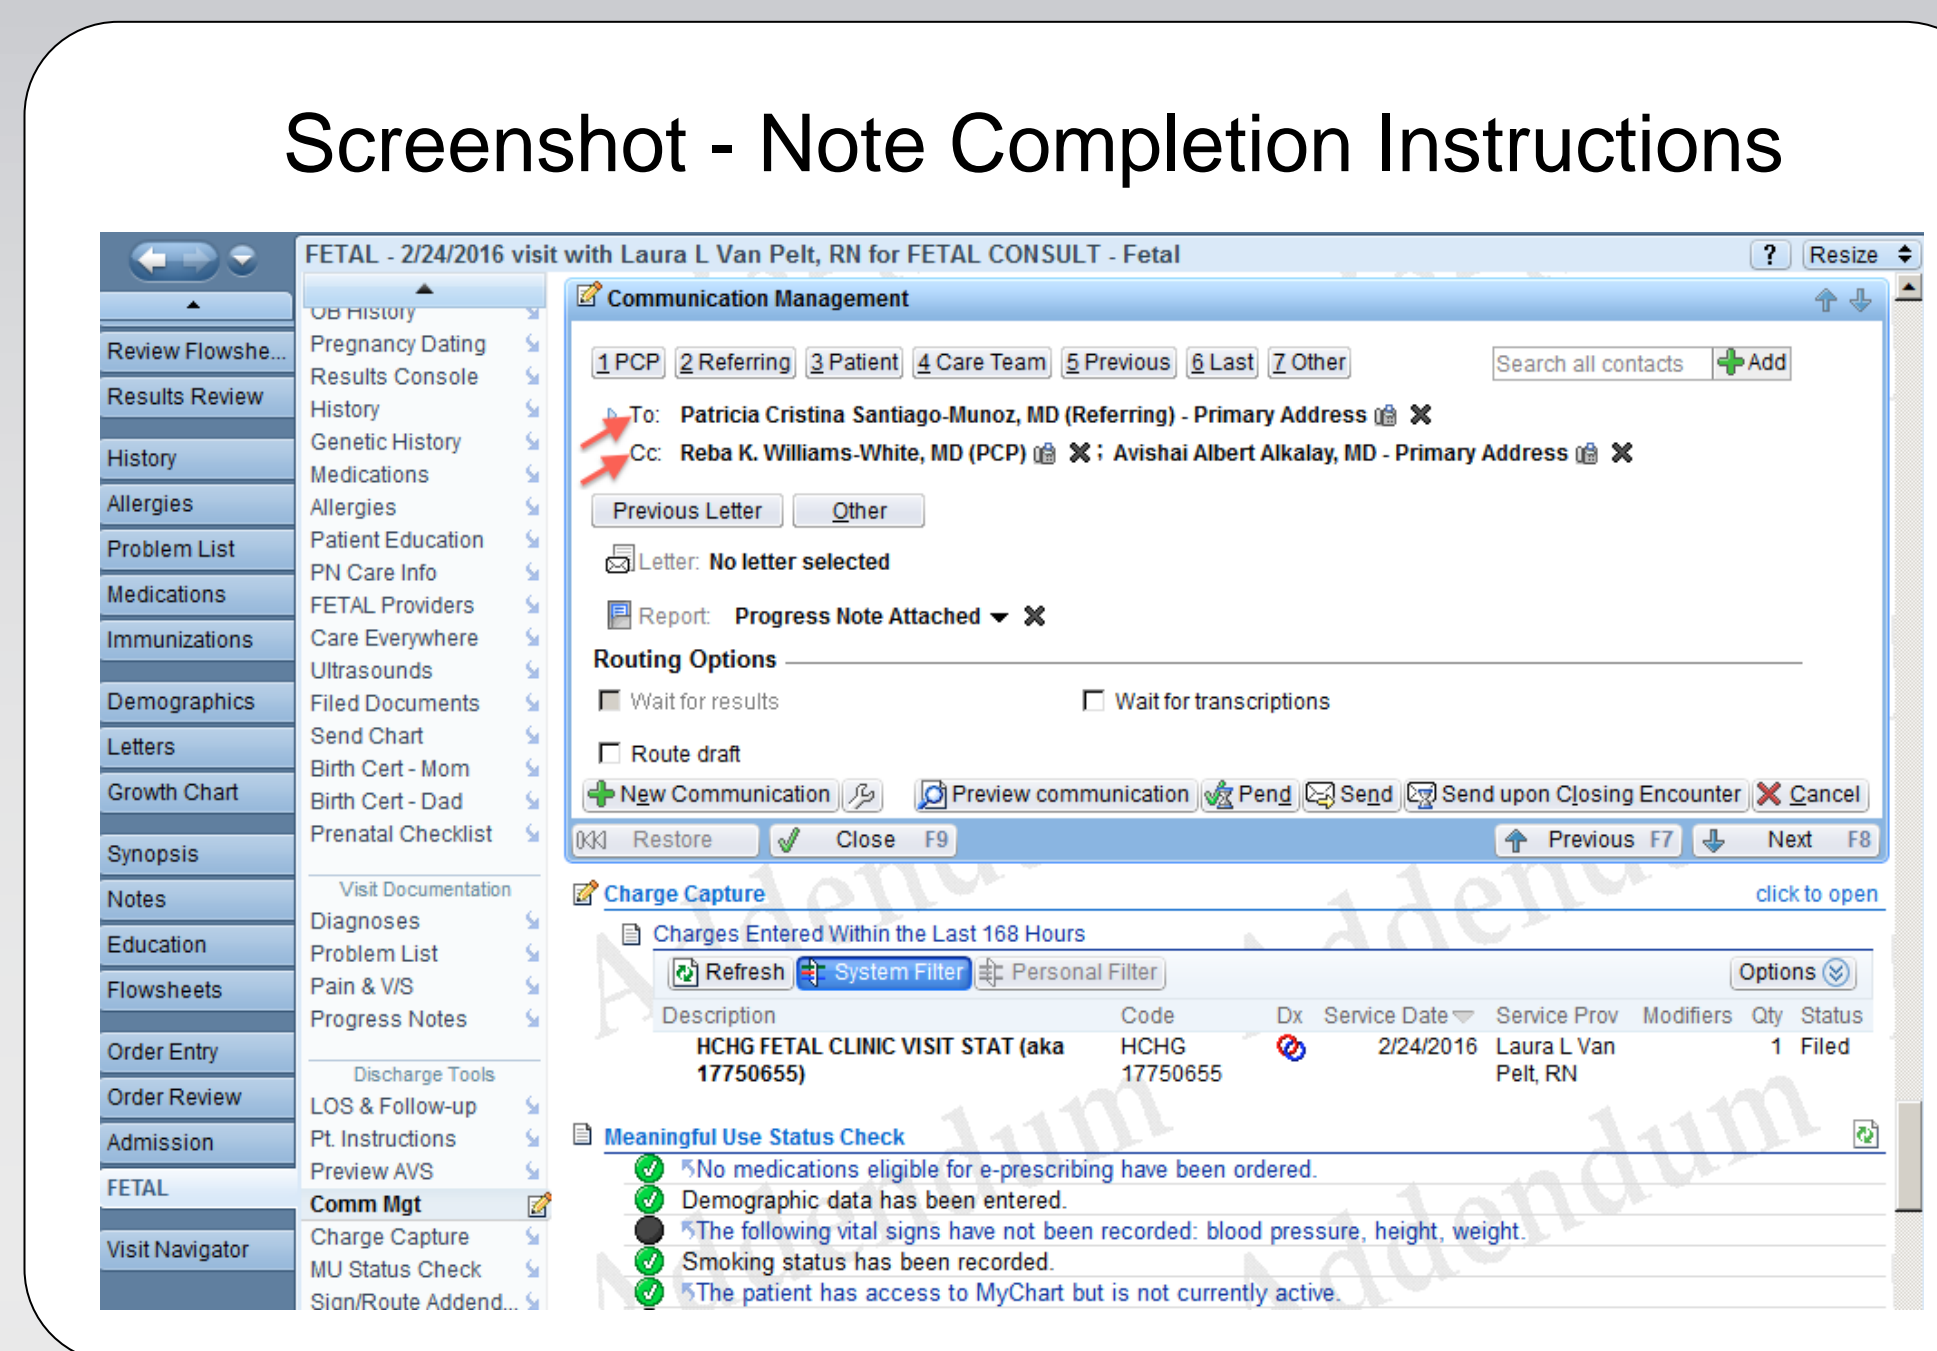 Screenshot - Note Completion Instructions
FETAL - 2/24/2016 visit with Laura L Van Pelt, RN for FETAL CONSULT - Fetal
? Resize
Review Flowshe...
Results Review
History
Allergies
Problem List
Medications
Immunizations
Demographics
Letters
Growth Chart
Synopsis
Notes
Education
Flowsheets
Order Entry
Order Review
Admission
FETAL
Visit Navigator
OB History
Pregnancy Dating
Results Console
History
Genetic History
Medications
Allergies
Patient Education
PN Care Info
FETAL Providers
Care Everywhere
Ultrasounds
Filed Documents
Send Chart
Birth Cert - Mom
Birth Cert - Dad
Prenatal Checklist
Visit Documentation
Diagnoses
Problem List
Pain & V/S
Progress Notes
Discharge Tools
LOS & Follow-up
Pt. Instructions
Preview AVS
Comm Mgt
Charge Capture
MU Status Check
Sign/Route Addend...
Communication Management
1 PCP 2 Referring 3 Patient 4 Care Team 5 Previous 6 Last 7 Other Search all contacts Add
To: Patricia Cristina Santiago-Munoz, MD (Referring) - Primary Address
Cc: Reba K. Williams-White, MD (PCP) ; Avishai Albert Alkalay, MD - Primary Address
Previous Letter Other
Letter: No letter selected
Report: Progress Note Attached
Routing Options
Wait for results Wait for transcriptions
Route draft
New Communication Preview communication Pend Send Send upon Closing Encounter Cancel
Restore Close F9 Previous F7 Next F8
Charge Capture click to open
Charges Entered Within the Last 168 Hours
Refresh System Filter Personal Filter Options
Description Code Dx Service Date Service Prov Modifiers Qty Status
HCHG FETAL CLINIC VISIT STAT (aka HCHG 2/24/2016 Laura L Van 1 Filed
17750655) 17750655 Pelt, RN
Meaningful Use Status Check
No medications eligible for e-prescribing have been ordered.
Demographic data has been entered.
The following vital signs have not been recorded: blood pressure, height, weight.
Smoking status has been recorded.
The patient has access to MyChart but is not currently active.
Addendum
Addendum
Addendum
Addendum